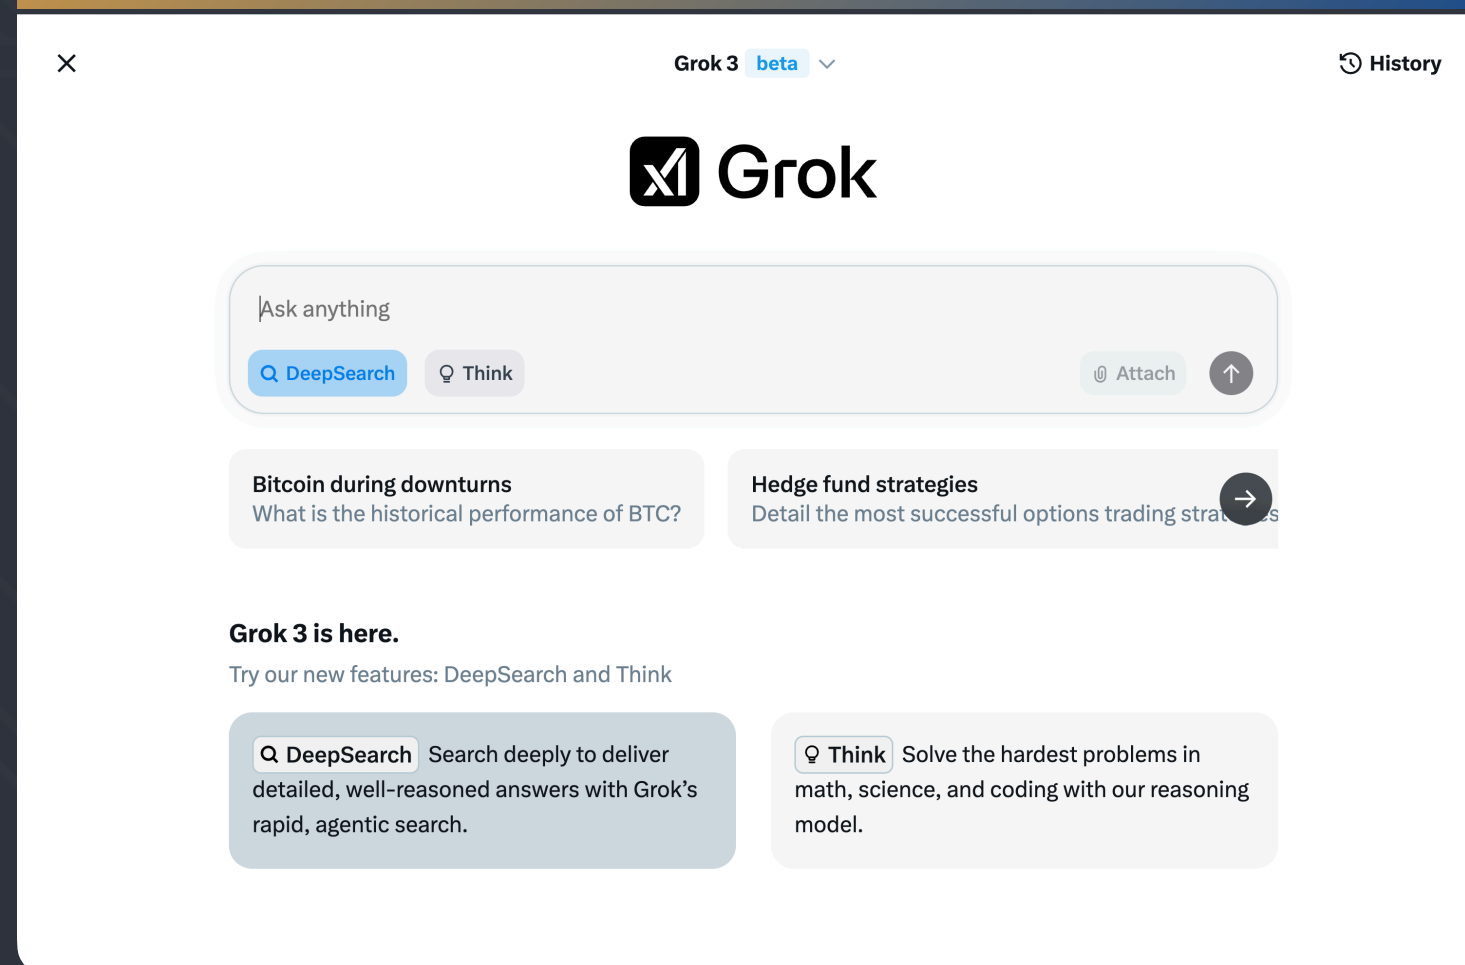 Grok 3 beta
History
Grok
Ask anything
DeepSearch
Think
Attach
Bitcoin during downturns
What is the historical performance of BTC?
Hedge fund strategies
Detail the most successful options trading
Grok 3 is here.
Try our new features: DeepSearch and Think
DeepSearch Search deeply to deliver
detailed, well-reasoned answers with Grok’s
rapid, agentic search.
Think Solve the hardest problems in
math, science, and coding with our reasoning
model.